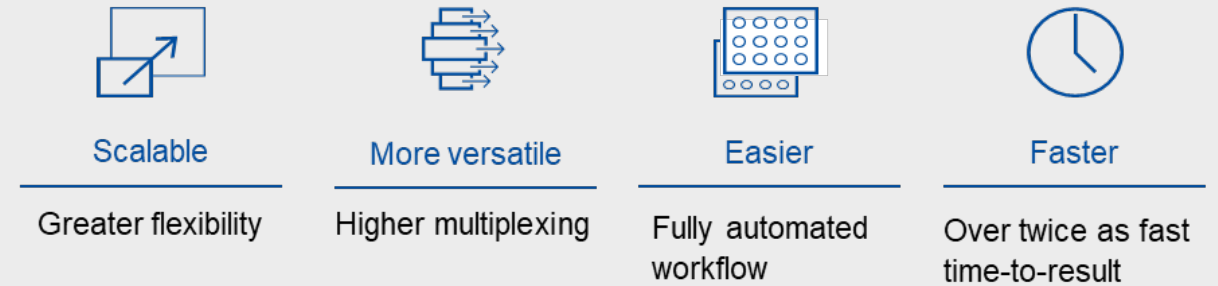 Scalable
Greater flexibility
More versatile
Higher multiplexing
Easier
Fully automated
workflow
Faster
Over twice as fast
time-to-result